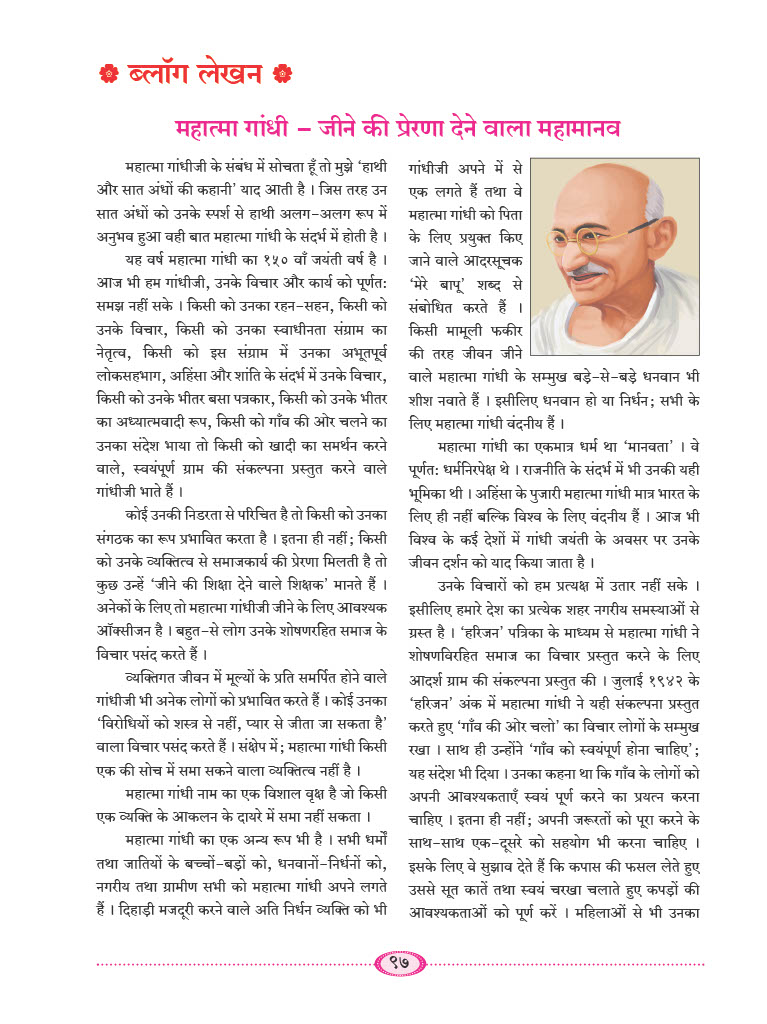 ब्लॉग लेखन
महात्मा गांधी – जीने की प्रेरणा देने वाला महामानव
महात्मा गांधीजी के संबंध में सोचता हूँ तो मुझे ‘हाथी
और सात अंधों की कहानी’ याद आती है । जिस तरह उन
सात अंधों को उनके स्पर्श से हाथी अलग-अलग रूप में
अनुभव हुआ वही बात महात्मा गांधी के संदर्भ में होती है ।
यह वर्ष महात्मा गांधी का १५० वाँ जयंती वर्ष है ।
आज भी हम गांधीजी, उनके विचार और कार्य को पूर्णत:
समझ नहीं सके । किसी को उनका रहन-सहन, किसी को
उनके विचार, किसी को उनका स्वाधीनता संग्राम का
नेतृत्व, किसी को इस संग्राम में उनका अभूतपूर्व
लोकसहभाग, अहिंसा और शांति के संदर्भ में उनके विचार,
किसी को उनके भीतर बसा पत्रकार, किसी को उनके भीतर
का अध्यात्मवादी रूप, किसी को गाँव की ओर चलने का
उनका संदेश भाया तो किसी को खादी का समर्थन करने
वाले, स्वयंपूर्ण ग्राम की संकल्पना प्रस्तुत करने वाले
गांधीजी भाते हैं ।
कोई उनकी निडरता से परिचित है तो किसी को उनका
संगठक का रूप प्रभावित करता है । इतना ही नहीं; किसी
को उनके व्यक्तित्व से समाजकार्य की प्रेरणा मिलती है तो
कुछ उन्हें ‘जीने की शिक्षा देने वाले शिक्षक’ मानते हैं ।
अनेकों के लिए तो महात्मा गांधीजी जीने के लिए आवश्यक
ऑक्सीजन है । बहुत-से लोग उनके शोषणरहित समाज के
विचार पसंद करते हैं ।
व्यक्तिगत जीवन में मूल्यों के प्रति समर्पित होने वाले
गांधीजी भी अनेक लोगों को प्रभावित करते हैं । कोई उनका
‘विरोधियों को शस्त्र से नहीं, प्यार से जीता जा सकता है’
वाला विचार पसंद करते हैं । संक्षेप में; महात्मा गांधी किसी
एक की सोच में समा सकने वाला व्यक्तित्व नहीं है ।
महात्मा गांधी नाम का एक विशाल वृक्ष है जो किसी
एक व्यक्ति के आकलन के दायरे में समा नहीं सकता ।
महात्मा गांधी का एक अन्य रूप भी है । सभी धर्मों
तथा जातियों के बच्चों-बड़ों को, धनवानों-निर्धनों को,
नगरीय तथा ग्रामीण सभी को महात्मा गांधी अपने लगते
हैं । दिहाड़ी मजदूरी करने वाले अति निर्धन व्यक्ति को भी
गांधीजी अपने में से
एक लगते हैं तथा वे
महात्मा गांधी को पिता
के लिए प्रयुक्त किए
जाने वाले आदरसूचक
‘मेरे बापू’ शब्द से
संबोधित करते हैं ।
किसी मामूली फकीर
की तरह जीवन जीने
वाले महात्मा गांधी के सम्मुख बड़े-से-बड़े धनवान भी
शीश नवाते हैं । इसीलिए धनवान हो या निर्धन; सभी के
लिए महात्मा गांधी वंदनीय हैं ।
महात्मा गांधी का एकमात्र धर्म था ‘मानवता’ । वे
पूर्णत: धर्मनिरपेक्ष थे । राजनीति के संदर्भ में भी उनकी यही
भूमिका थी । अहिंसा के पुजारी महात्मा गांधी मात्र भारत के
लिए ही नहीं बल्कि विश्व के लिए वंदनीय हैं । आज भी
विश्व के कई देशों में गांधी जयंती के अवसर पर उनके
जीवन दर्शन को याद किया जाता है ।
उनके विचारों को हम प्रत्यक्ष में उतार नहीं सके ।
इसीलिए हमारे देश का प्रत्येक शहर नगरीय समस्याओं से
ग्रस्त है । ‘हरिजन’ पत्रिका के माध्यम से महात्मा गांधी ने
शोषणविरहित समाज का विचार प्रस्तुत करने के लिए
आदर्श ग्राम की संकल्पना प्रस्तुत की । जुलाई १९४२ के
‘हरिजन’ अंक में महात्मा गांधी ने यही संकल्पना प्रस्तुत
करते हुए ‘गाँव की ओर चलो’ का विचार लोगों के सम्मुख
रखा । साथ ही उन्होंने ‘गाँव को स्वयंपूर्ण होना चाहिए’;
यह संदेश भी दिया । उनका कहना था कि गाँव के लोगों को
अपनी आवश्यकताएँ स्वयं पूर्ण करने का प्रयत्न करना
चाहिए । इतना ही नहीं; अपनी जरूरतों को पूरा करने के
साथ-साथ एक-दूसरे को सहयोग भी करना चाहिए ।
इसके लिए वे सुझाव देते हैं कि कपास की फसल लेते हुए
उससे सूत कातें तथा स्वयं चरखा चलाते हुए कपड़ों की
आवश्यकताओं को पूर्ण करें । महिलाओं से भी उनका
९७